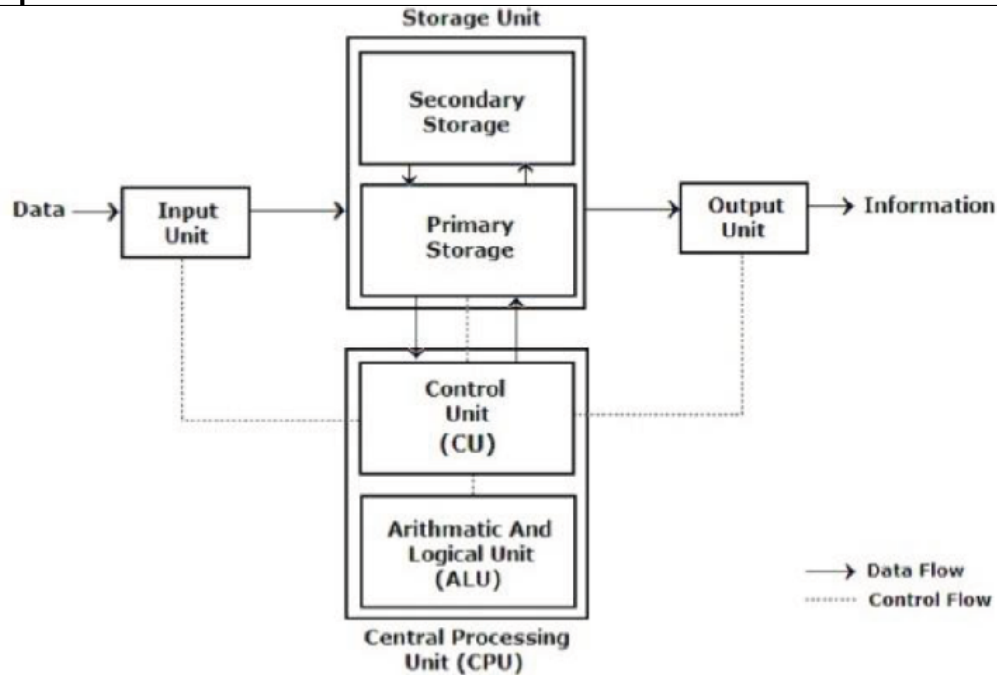 Storage Unit
Secondary
Storage
Data
Input
Unit
Primary
Storage
Output
Unit
Information
Control
Unit
(CU)
Arithmatic And
Logical Unit
(ALU)
Data Flow
Control Flow
Central Processing
Unit (CPU)